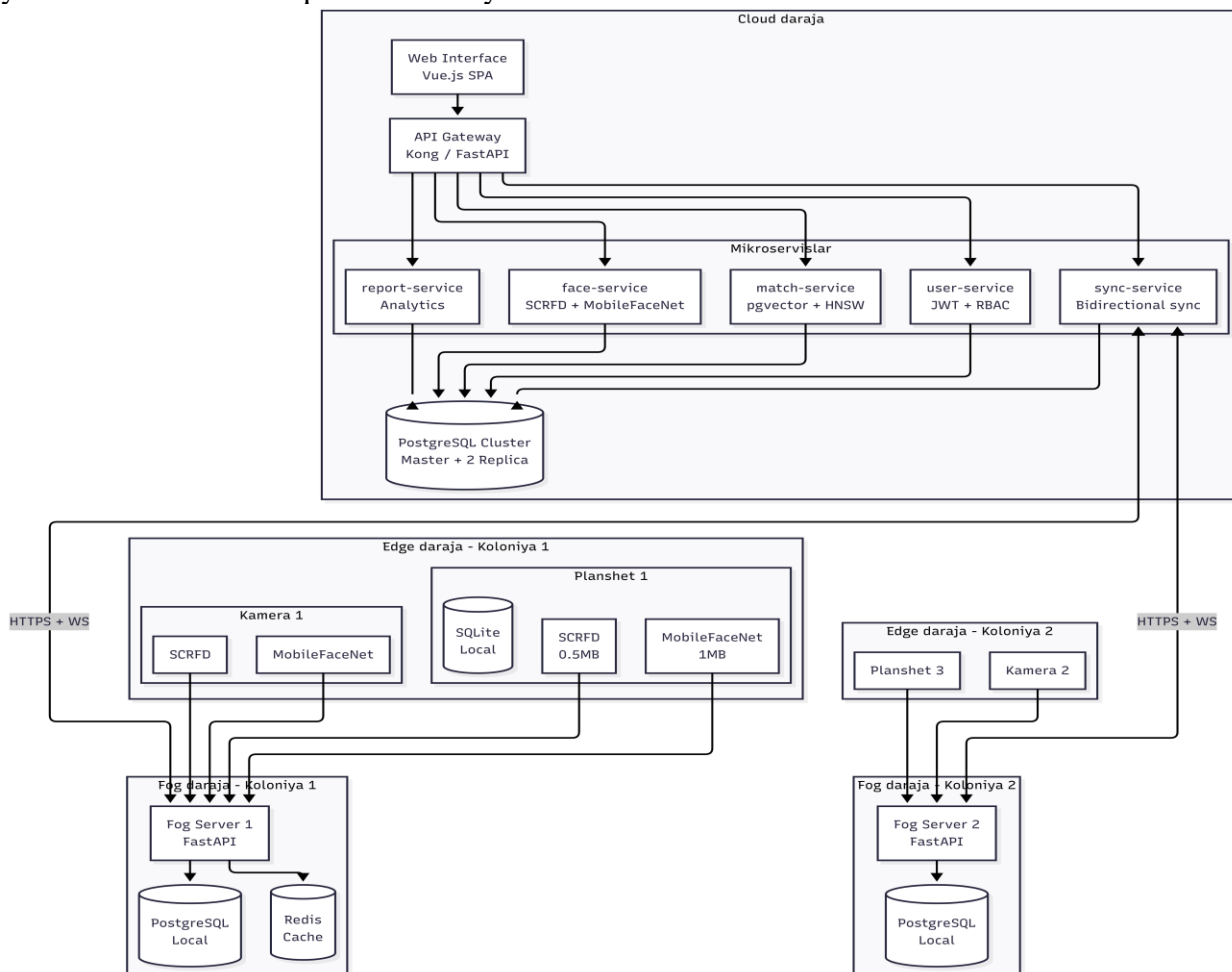 Cloud daraja
Web Interface
Vue.js SPA
API Gateway
Kong / FastAPI
Mikroservislar
report-service
Analytics
face-service
SCRFD + MobileFaceNet
match-service
pgvector + HNSW
user-service
JWT + RBAC
sync-service
Bidirectional sync
PostgreSQL Cluster
Master + 2 Replica
HTTPS + WS
Edge daraja - Koloniya 1
Kamera 1
SCRFD
MobileFaceNet
Planshet 1
SQLite
Local
SCRFD
0.5MB
MobileFaceNet
1MB
HTTPS + WS
Edge daraja - Koloniya 2
Planshet 3
Kamera 2
Fog daraja - Koloniya 1
Fog Server 1
FastAPI
PostgreSQL
Local
Redis
Cache
Fog daraja - Koloniya 2
Fog Server 2
FastAPI
PostgreSQL
Local